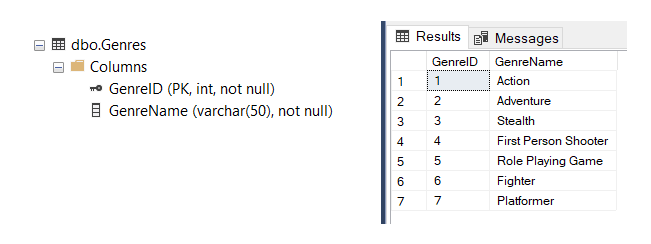 dbo.Genres
Columns
GenreID (PK, int, not null)
GenreName (varchar(50), not null)
Results Messages
GenreID GenreName
1 1 Action
2 2 Adventure
3 3 Stealth
4 4 First Person Shooter
5 5 Role Playing Game
6 6 Fighter
7 7 Platformer